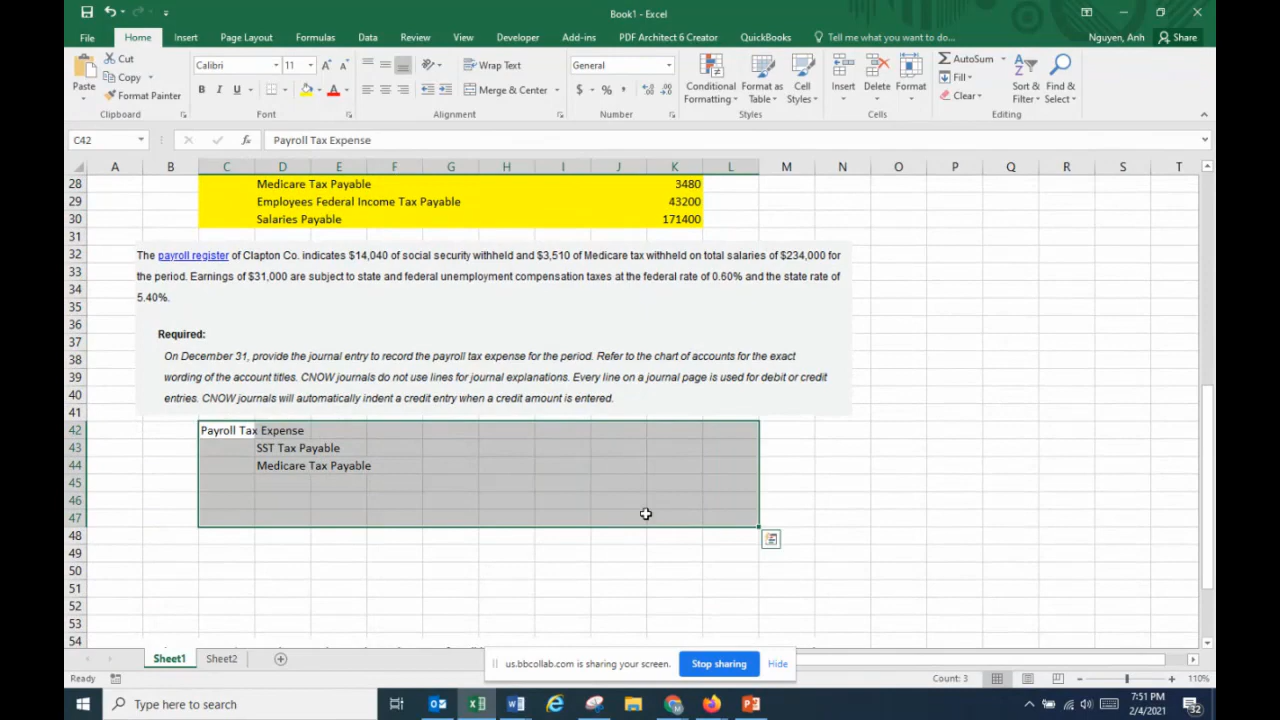 Book1 - Excel
File Home Insert Page Layout Formulas Data Review View Developer Add-ins PDF Architect 6 Creator QuickBooks Tell me what you want to do... Nguyen, Anh Share
Cut
Copy
Format Painter
Paste
Clipboard
Calibri 11
B I U
Font
Wrap Text
Merge & Center
Alignment
General
$ % ,
Number
Conditional Formatting
Format as Table
Cell Styles
Styles
Insert Delete Format
Cells
AutoSum
Fill
Clear
Sort & Filter
Find & Select
Editing
C42 fx Payroll Tax Expense
A B C D E F G H I J K L M N O P Q R S T
28 Medicare Tax Payable 3480
29 Employees Federal Income Tax Payable 43200
30 Salaries Payable 171400
31
32 The payroll register of Clapton Co. indicates $14,040 of social security withheld and $3,510 of Medicare tax withheld on total salaries of $234,000 for
33 the period. Earnings of $31,000 are subject to state and federal unemployment compensation taxes at the federal rate of 0.60% and the state rate of
34 5.40%.
35
36 Required:
37
38 On December 31, provide the journal entry to record the payroll tax expense for the period. Refer to the chart of accounts for the exact
39 wording of the account titles. CNOW journals do not use lines for journal explanations. Every line on a journal page is used for debit or credit
40 entries. CNOW journals will automatically indent a credit entry when a credit amount is entered.
41
42 Payroll Tax Expense
43 SST Tax Payable
44 Medicare Tax Payable
45
46
47
48
49
50
51
52
53
54
Sheet1 Sheet2
us.bbcollab.com is sharing your screen. Stop sharing Hide
Ready Count: 3 110%
Type here to search
7:51 PM
2/4/2021
32